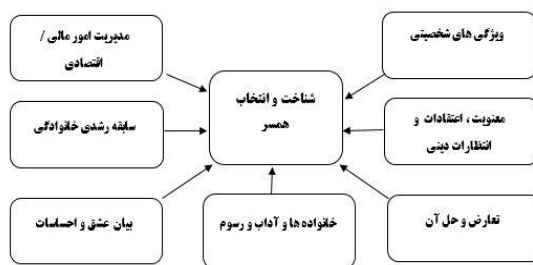 ویژگی های شخصیتی
مدیریت امور مالی /
اقتصادی
شناخت و انتخاب
همسر
معنویت ، اعتقادات و
انتظارات دینی
سابقه رشدی خانوادگی
تعارض و حل آن
خانواده ها و آداب و رسوم
بیان عشق و احساسات